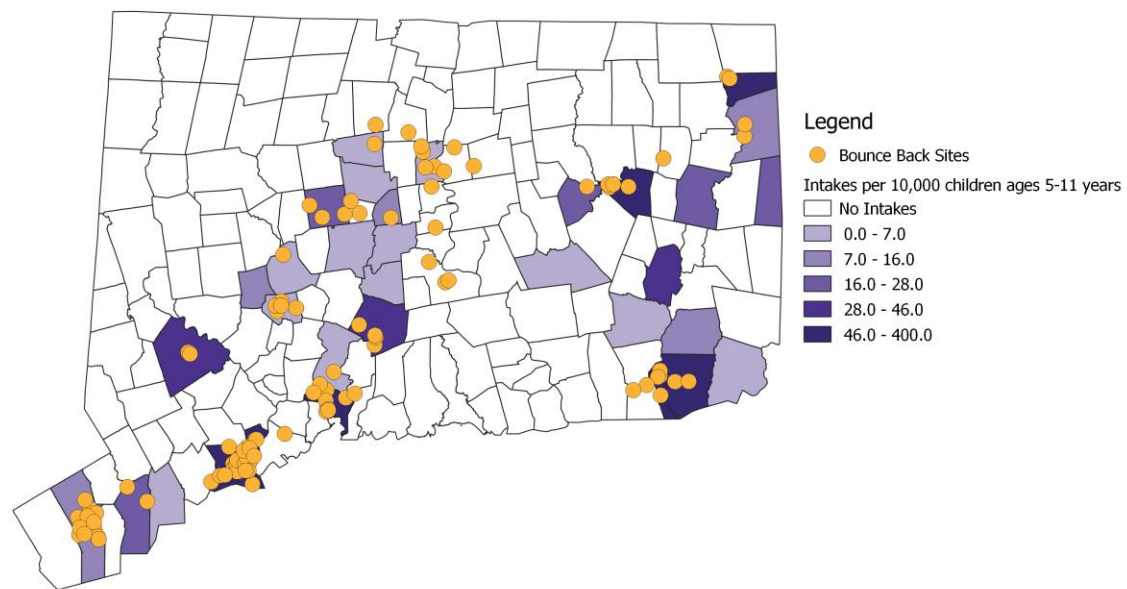 Legend
Bounce Back Sites
Intakes per 10,000 children ages 5-11 years
No Intakes
0.0 - 7.0
7.0 - 16.0
16.0 - 28.0
28.0 - 46.0
46.0 - 400.0